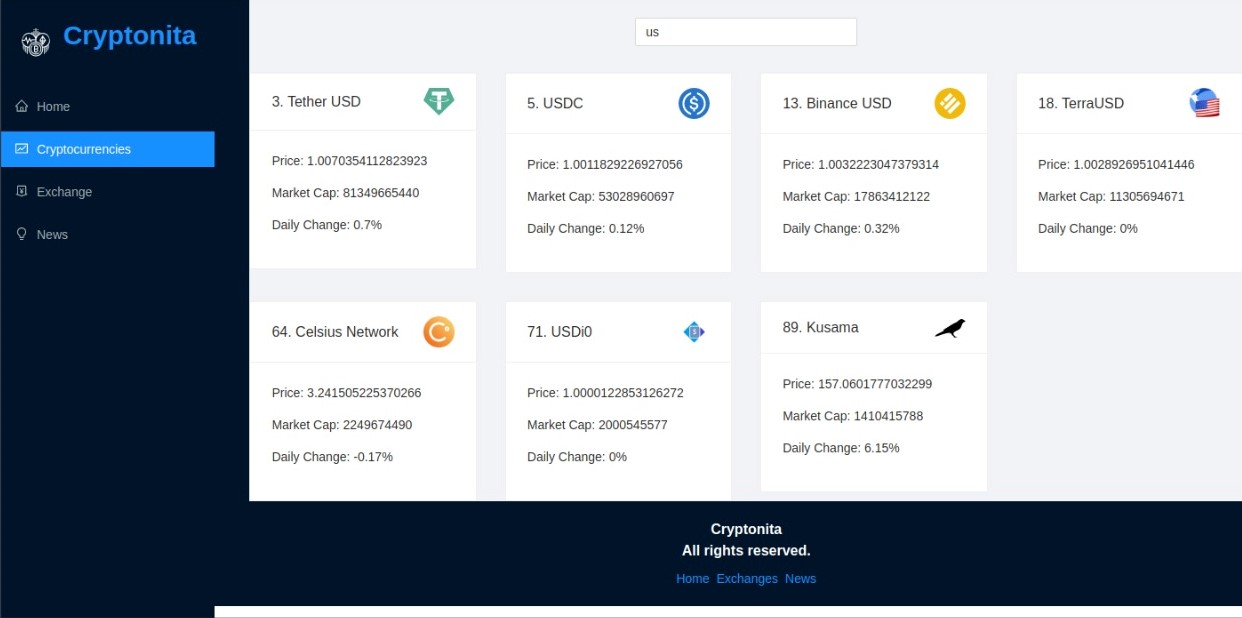 Cryptonita
Home
Cryptocurrencies
Exchange
News
us
3. Tether USD
Price: 1.0070354112823923
Market Cap: 81349665440
Daily Change: 0.7%
5. USDC
Price: 1.0011829226927056
Market Cap: 53028960697
Daily Change: 0.12%
13. Binance USD
Price: 1.0032223047379314
Market Cap: 17863412122
Daily Change: 0.32%
18. TerraUSD
Price: 1.0028926951041446
Market Cap: 11305694671
Daily Change: 0%
64. Celsius Network
Price: 3.241505225370266
Market Cap: 2249674490
Daily Change: -0.17%
71. USDi0
Price: 1.0000122853126272
Market Cap: 2000545577
Daily Change: 0%
89. Kusama
Price: 157.0601777032299
Market Cap: 1410415788
Daily Change: 6.15%
Cryptonita
All rights reserved.
Home Exchanges News